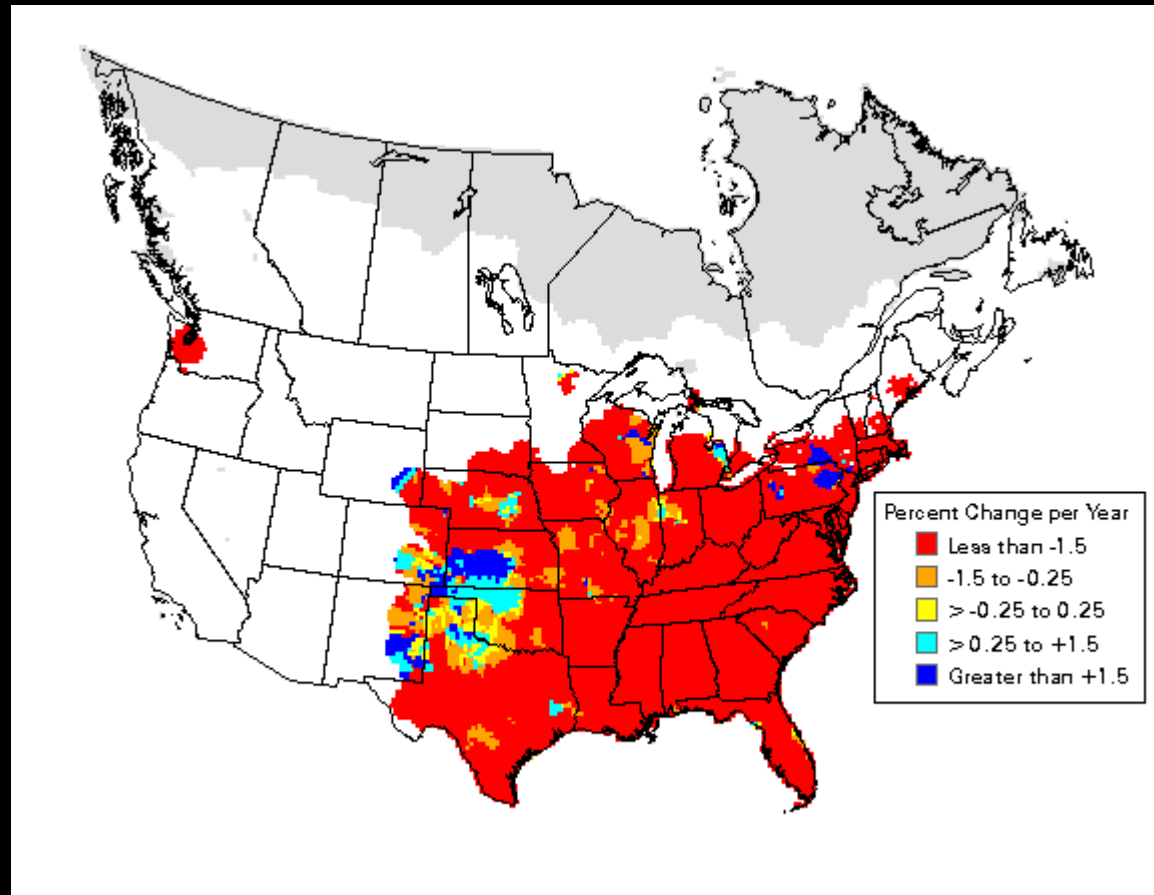 Percent Change per Year
Less than -1.5
-1.5 to -0.25
> -0.25 to 0.25
> 0.25 to +1.5
Greater than +1.5